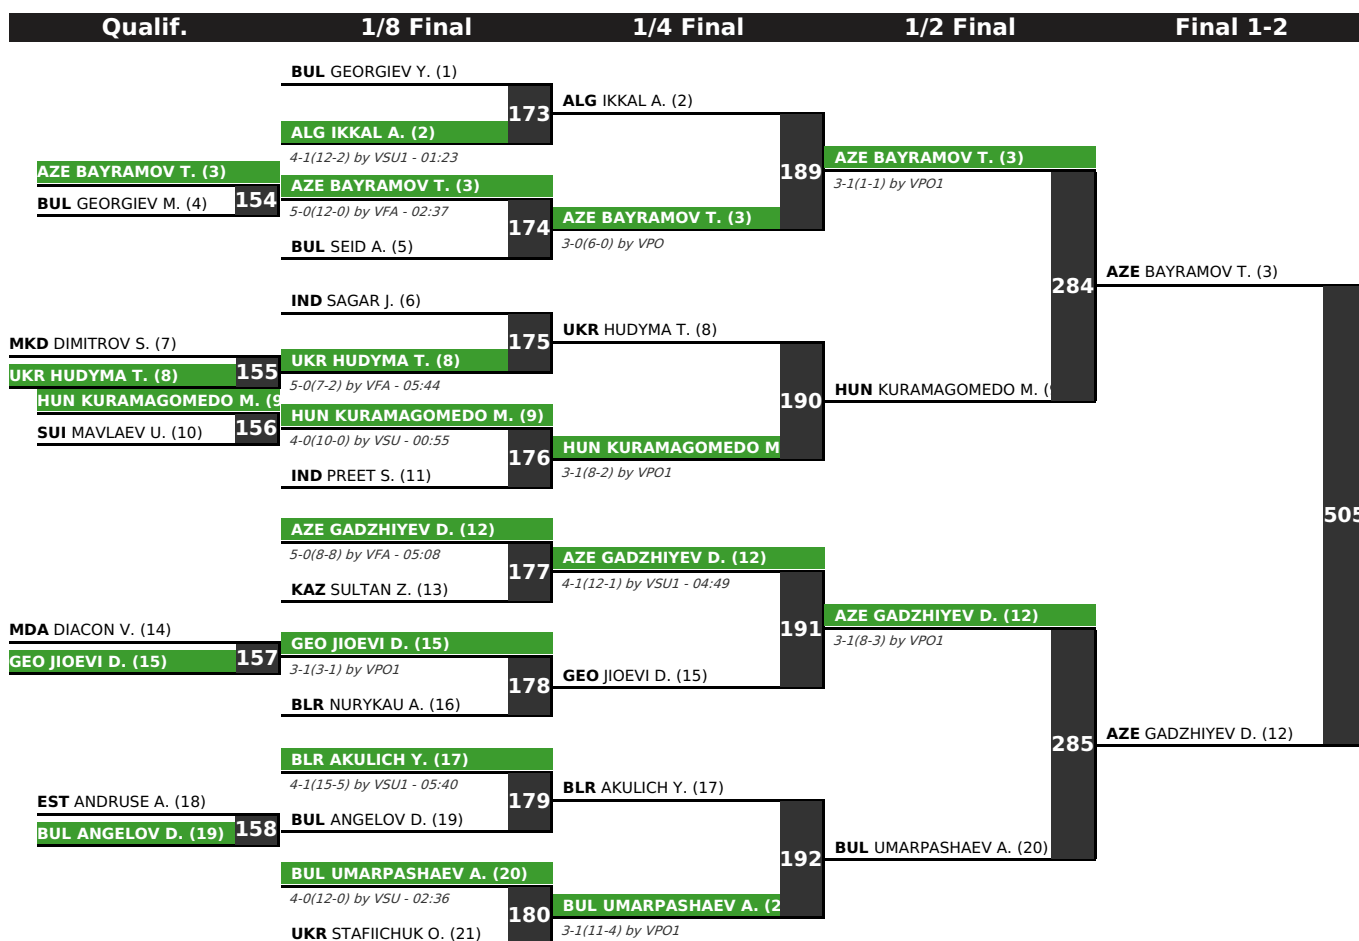 Qualif.
1/8 Final
1/4 Final
1/2 Final
Final 1-2
AZE BAYRAMOV T. (3)
BUL GEORGIEV M. (4)
154
MKD DIMITROV S. (7)
UKR HUDYMA T. (8)
155
HUN KURAMAGOMEDO M. (9
SUI MAVLAEV U. (10)
156
MDA DIACON V. (14)
GEO JIOEVI D. (15)
157
EST ANDRUSE A. (18)
BUL ANGELOV D. (19)
158
BUL GEORGIEV Y. (1)
173
ALG IKKAL A. (2)
4-1(12-2) by VSU1 - 01:23
AZE BAYRAMOV T. (3)
5-0(12-0) by VFA - 02:37
174
BUL SEID A. (5)
IND SAGAR J. (6)
175
UKR HUDYMA T. (8)
5-0(7-2) by VFA - 05:44
HUN KURAMAGOMEDO M. (9)
4-0(10-0) by VSU - 00:55
176
IND PREET S. (11)
AZE GADZHIYEV D. (12)
5-0(8-8) by VFA - 05:08
177
KAZ SULTAN Z. (13)
GEO JIOEVI D. (15)
3-1(3-1) by VPO1
178
BLR NURYKAU A. (16)
BLR AKULICH Y. (17)
4-1(15-5) by VSU1 - 05:40
179
BUL ANGELOV D. (19)
BUL UMARPASHAEV A. (20)
4-0(12-0) by VSU - 02:36
180
UKR STAFIICHUK O. (21)
ALG IKKAL A. (2)
189
AZE BAYRAMOV T. (3)
3-0(6-0) by VPO
UKR HUDYMA T. (8)
190
HUN KURAMAGOMEDO M
3-1(8-2) by VPO1
AZE GADZHIYEV D. (12)
4-1(12-1) by VSU1 - 04:49
191
GEO JIOEVI D. (15)
BLR AKULICH Y. (17)
192
BUL UMARPASHAEV A. (2
3-1(11-4) by VPO1
AZE BAYRAMOV T. (3)
3-1(1-1) by VPO1
284
HUN KURAMAGOMEDO M. (
AZE GADZHIYEV D. (12)
3-1(8-3) by VPO1
285
BUL UMARPASHAEV A. (20)
AZE BAYRAMOV T. (3)
505
AZE GADZHIYEV D. (12)